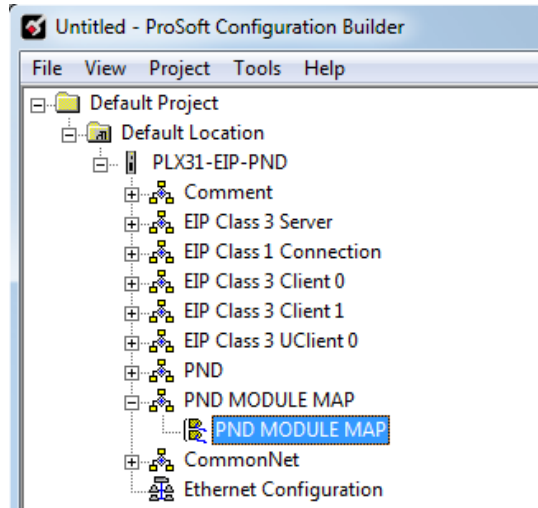 Untitled - ProSoft Configuration Builder
File View Project Tools Help
Default Project
Default Location
PLX31-EIP-PND
Comment
EIP Class 3 Server
EIP Class 1 Connection
EIP Class 3 Client 0
EIP Class 3 Client 1
EIP Class 3 UClient 0
PND
PND MODULE MAP
PND MODULE MAP
CommonNet
Ethernet Configuration